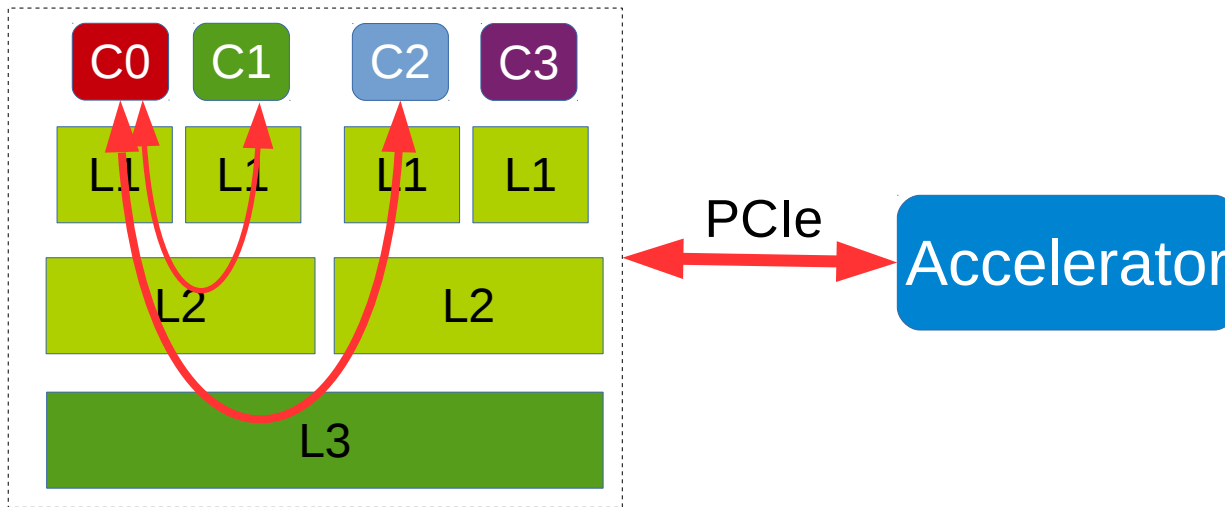 C0 C1 C2 C3
L1 L1 L1 L1
PCIe
Accelerator
L2 L2
L3